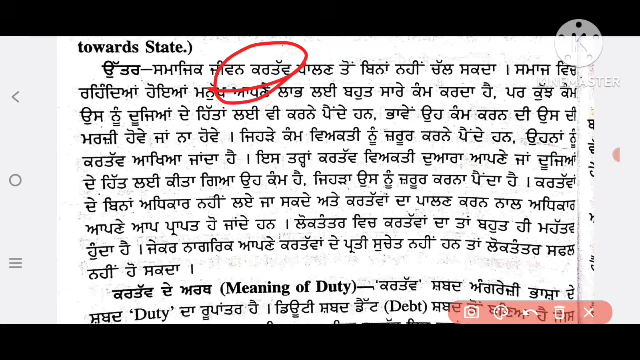 towards State.)
ਉੱਤਰ—ਸਮਾਜਿਕ ਜੀਵਨ ਕਰਤੱਵ ਪਾਲਣ ਤੋਂ ਬਿਨਾਂ ਨਹੀਂ ਚੱਲ ਸਕਦਾ। ਸਮਾਜ ਵਿਚ
ਰਹਿੰਦਿਆਂ ਹੋਇਆਂ ਮਨੁੱਖ ਆਪਣੇ ਲਾਭ ਲਈ ਬਹੁਤ ਸਾਰੇ ਕੰਮ ਕਰਦਾ ਹੈ, ਪਰ ਕੁੱਝ ਕੰਮ
ਉਸ ਨੂੰ ਦੂਜਿਆਂ ਦੇ ਹਿੱਤਾਂ ਲਈ ਵੀ ਕਰਨੇ ਪੈਂਦੇ ਹਨ, ਭਾਵੇਂ ਉਹ ਕੰਮ ਕਰਨ ਦੀ ਉਸ ਦੀ
ਮਰਜ਼ੀ ਹੋਵੇ ਜਾਂ ਨਾ ਹੋਵੇ। ਜਿਹੜੇ ਕੰਮ ਵਿਅਕਤੀ ਨੂੰ ਜ਼ਰੂਰ ਕਰਨੇ ਪੈਂਦੇ ਹਨ, ਉਹਨਾਂ ਨੂੰ
ਕਰਤੱਵ ਆਖਿਆ ਜਾਂਦਾ ਹੈ। ਇਸ ਤਰ੍ਹਾਂ ਕਰਤੱਵ ਵਿਅਕਤੀ ਦੁਆਰਾ ਆਪਣੇ ਜਾਂ ਦੂਜਿਆਂ
ਦੇ ਹਿੱਤ ਲਈ ਕੀਤਾ ਗਿਆ ਉਹ ਕੰਮ ਹੈ, ਜਿਹੜਾ ਉਸ ਨੂੰ ਜ਼ਰੂਰ ਕਰਨਾ ਪੈਂਦਾ ਹੈ। ਕਰਤੱਵਾਂ
ਦੇ ਬਿਨਾਂ ਅਧਿਕਾਰ ਨਹੀਂ ਲਏ ਜਾ ਸਕਦੇ ਅਤੇ ਕਰਤੱਵਾਂ ਦਾ ਪਾਲਣ ਕਰਨ ਨਾਲ ਅਧਿਕਾਰ
ਆਪਣੇ ਆਪ ਪ੍ਰਾਪਤ ਹੋ ਜਾਂਦੇ ਹਨ। ਲੋਕਤੰਤਰ ਵਿਚ ਕਰਤੱਵਾਂ ਦਾ ਤਾਂ ਬਹੁਤ ਹੀ ਮਹੱਤਵ
ਹੁੰਦਾ ਹੈ। ਜੇਕਰ ਨਾਗਰਿਕ ਆਪਣੇ ਕਰਤੱਵਾਂ ਦੇ ਪ੍ਰਤੀ ਸੁਚੇਤ ਨਹੀਂ ਹਨ ਤਾਂ ਲੋਕਤੰਤਰ ਸਫਲ
ਨਹੀਂ ਹੋ ਸਕਦਾ।
ਕਰਤੱਵ ਦੇ ਅਰਥ (Meaning of Duty)—'ਕਰਤੱਵ' ਸ਼ਬਦ ਅੰਗਰੇਜ਼ੀ ਭਾਸ਼ਾ ਦੇ
ਸ਼ਬਦ 'Duty' ਦਾ ਰੂਪਾਂਤਰ ਹੈ। ਡਿਊਟੀ ਸ਼ਬਦ ਡੈੱਟ (Debt) ਸ਼ਬਦ ਤੋਂ ਬਣਿਆ ਹੈ ਜਿਸ
KINEMASTER